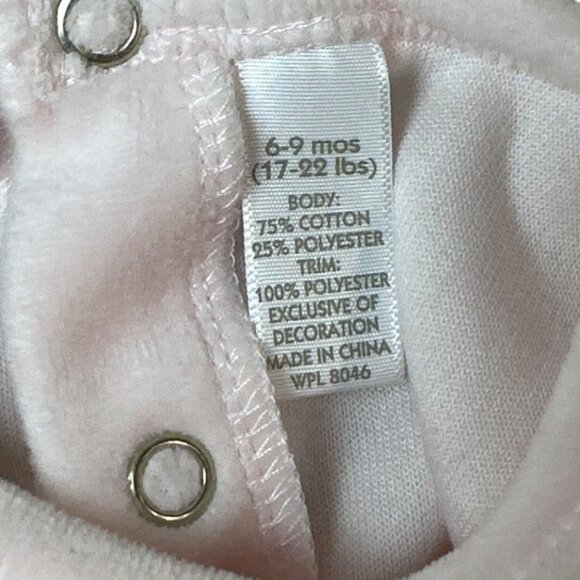 6-9 mos
(17-22 lbs)
BODY:
75% COTTON
25% POLYESTER
TRIM:
100% POLYESTER
EXCLUSIVE OF
DECORATION
MADE IN CHINA
WPL 8046